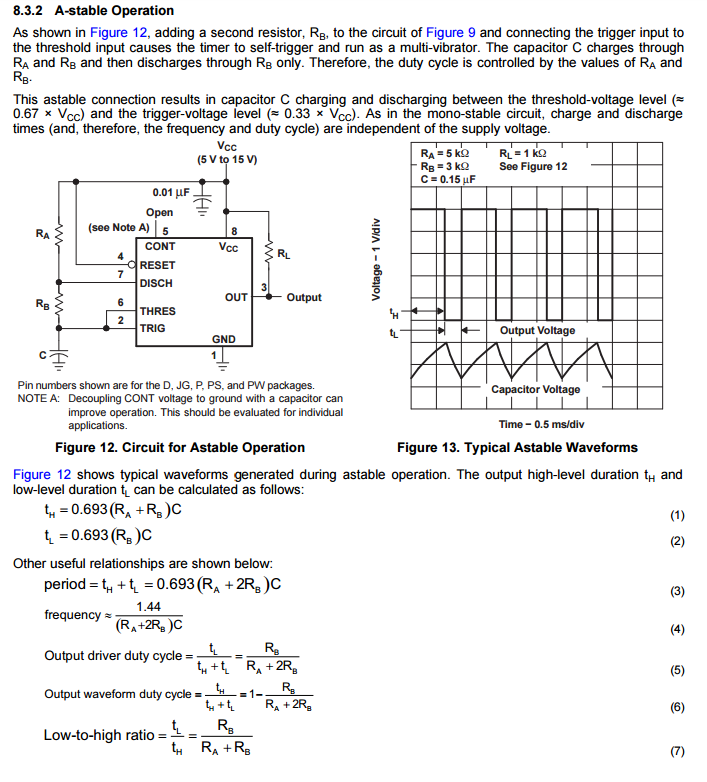 8.3.2 A-stable Operation
As shown in Figure 12, adding a second resistor, RB, to the circuit of Figure 9 and connecting the trigger input to
the threshold input causes the timer to self-trigger and run as a multi-vibrator. The capacitor C charges through
RA and RB and then discharges through RB only. Therefore, the duty cycle is controlled by the values of RA and
RB.
This astable connection results in capacitor C charging and discharging between the threshold-voltage level (≈
0.67 × VCC) and the trigger-voltage level (≈ 0.33 × VCC). As in the mono-stable circuit, charge and discharge
times (and, therefore, the frequency and duty cycle) are independent of the supply voltage.
VCC
(5 V to 15 V)
0.01 µF
Open
(see Note A)
5
8
RA
CONT
VCC
RL
4
RESET
7
DISCH
3
OUT
Output
RB
6
THRES
2
TRIG
GND
C
1
Pin numbers shown are for the D, JG, P, PS, and PW packages.
NOTE A: Decoupling CONT voltage to ground with a capacitor can
improve operation. This should be evaluated for individual
applications.
Figure 12. Circuit for Astable Operation
RA = 5 kΩ RL = 1 kΩ
RB = 3 kΩ See Figure 12
C = 0.15 µF
Voltage − 1 V/div
tH
tL
Output Voltage
Capacitor Voltage
Time − 0.5 ms/div
Figure 13. Typical Astable Waveforms
Figure 12 shows typical waveforms generated during astable operation. The output high-level duration tH and
low-level duration tL can be calculated as follows:
tH = 0.693 (RA + RB )C (1)
tL = 0.693 (RB )C (2)
Other useful relationships are shown below:
period = tH + tL = 0.693 (RA + 2RB )C (3)
frequency ≈ 1.44 / (RA+2RB )C (4)
Output driver duty cycle = tL / tH + tL = RB / RA + 2RB (5)
Output waveform duty cycle = tH / tH + tL = 1− RB / RA + 2RB (6)
Low-to-high ratio = tL / tH = RB / RA + RB (7)